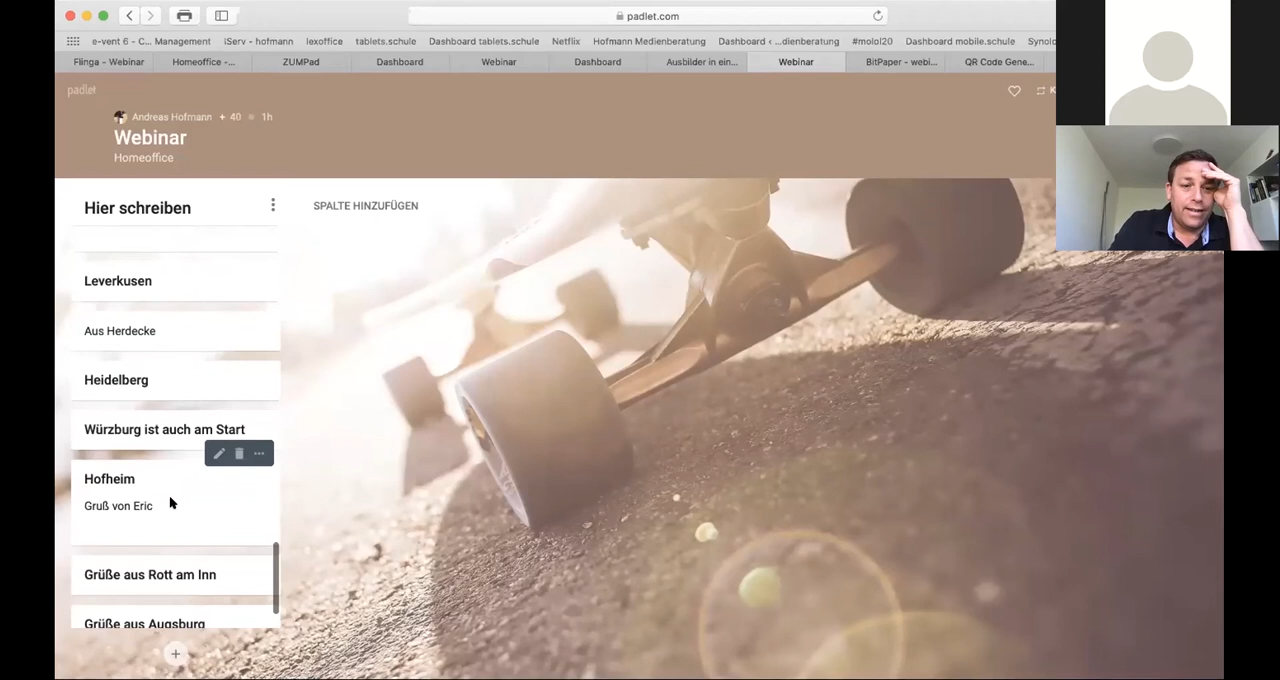 padlet.com
e-vent 6 - C... Management
iServ - hofmann
lexoffice
tablets.schule
Dashboard tablets.schule
Netflix
Hofmann Medienberatung
Dashboard ‹ ...dienberatung
#molol20
Dashboard mobile.schule
Synolo
Flinga - Webinar
Homeoffice -...
ZUMPad
Dashboard
Webinar
Dashboard
Ausbilder in ein...
Webinar
BitPaper - webi...
QR Code Gene...
padlet
K
Andreas Hofmann + 40 1h
Webinar
Homeoffice
Hier schreiben
SPALTE HINZUFÜGEN
Leverkusen
Aus Herdecke
Heidelberg
Würzburg ist auch am Start
Hofheim
Gruß von Eric
Grüße aus Rott am Inn
Grüße aus Augsburg